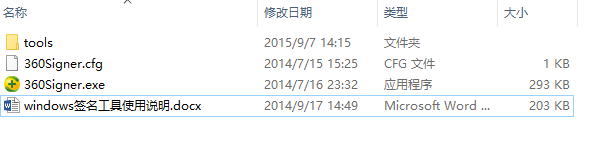 名称 修改日期 类型 大小
tools 2015/9/7 14:15 文件夹
360Signer.cfg 2014/7/15 15:25 CFG 文件 1 KB
360Signer.exe 2014/7/16 23:32 应用程序 293 KB
windows签名工具使用说明.docx 2014/9/17 14:49 Microsoft Word ... 203 KB